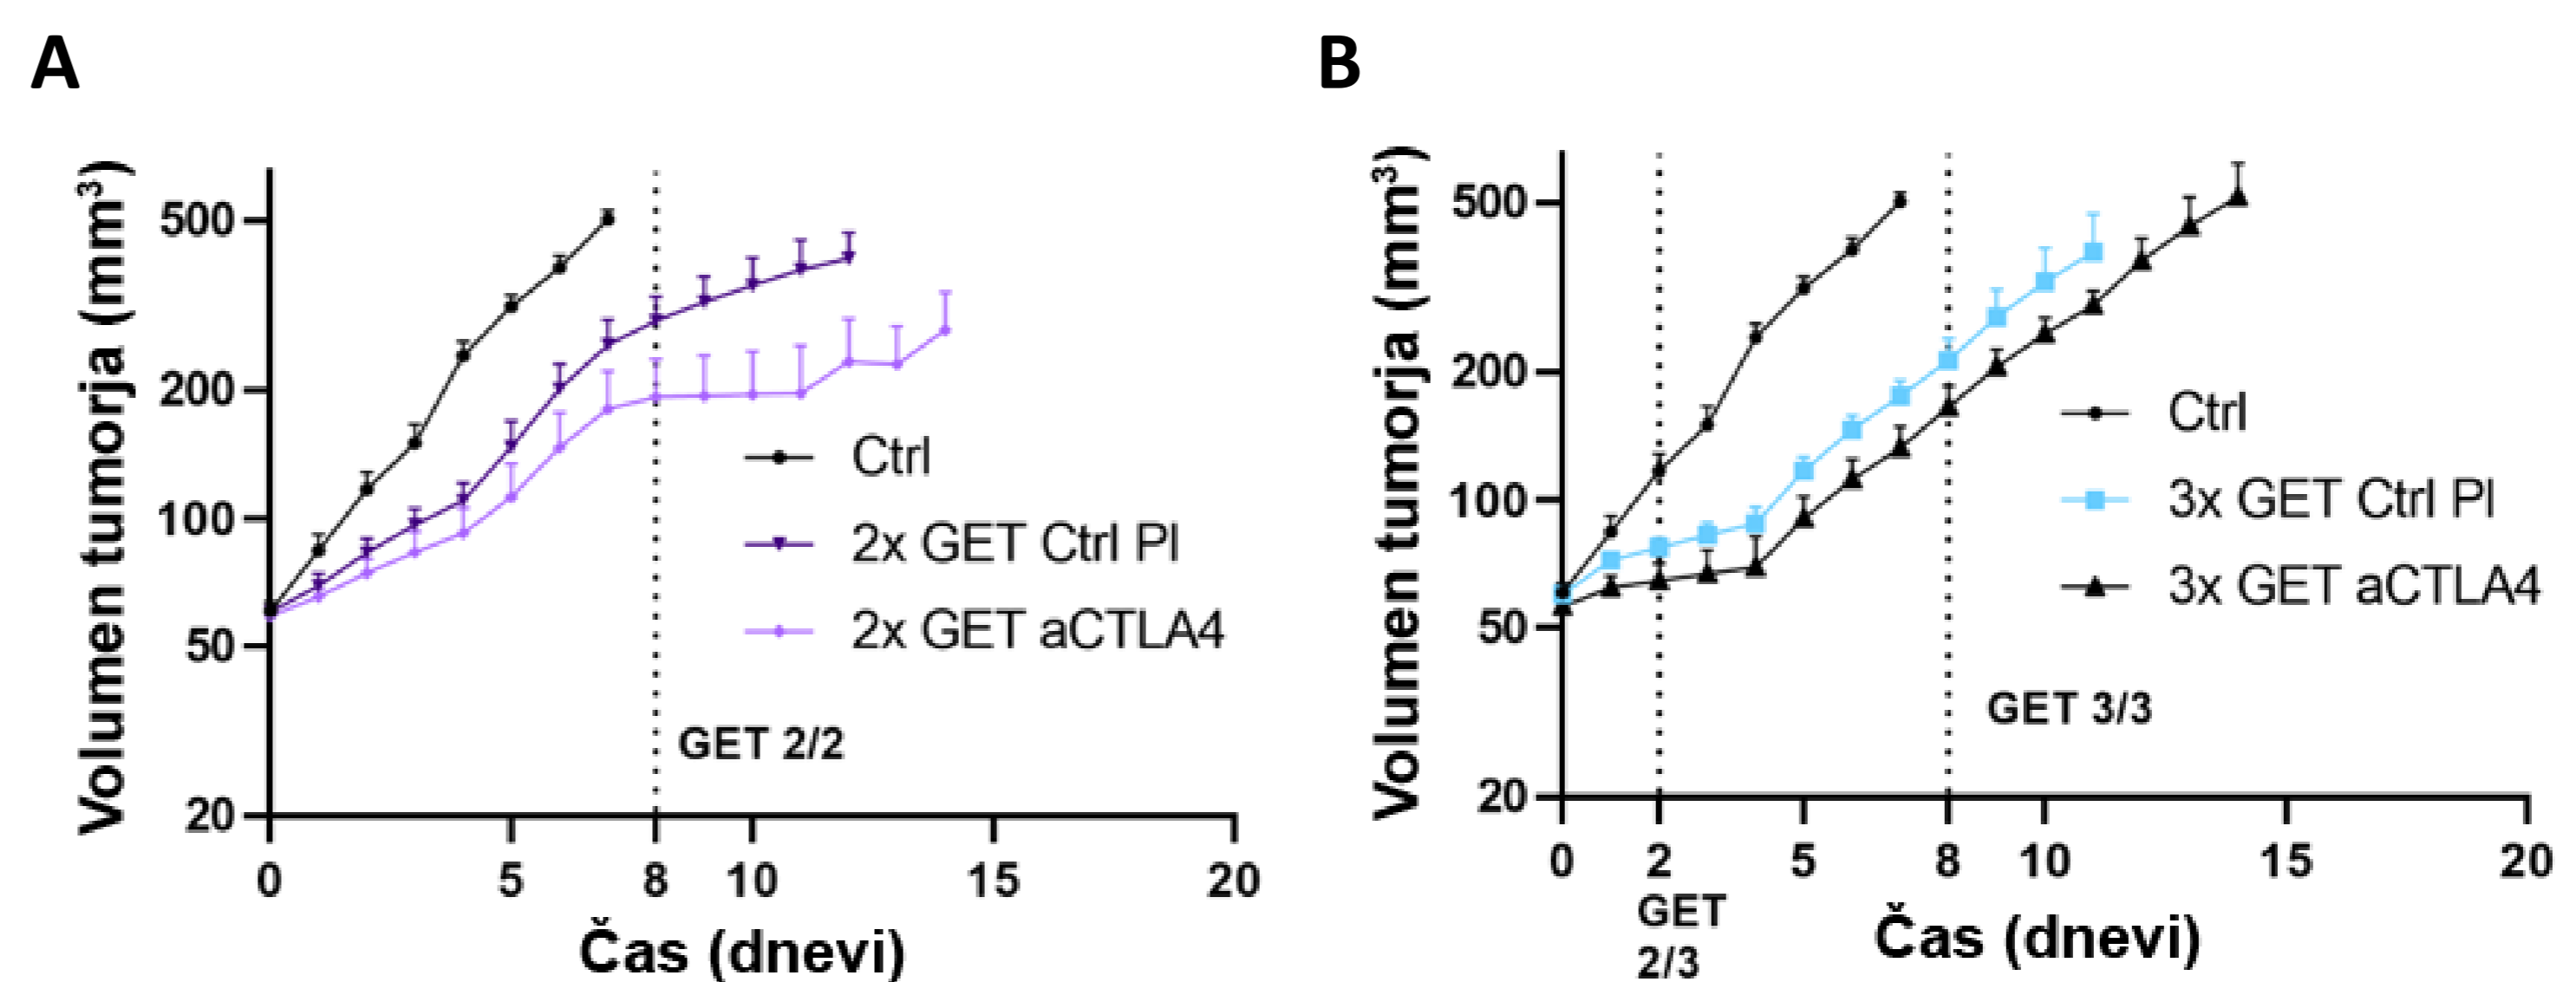 A
Volumen tumorja (mm³)
500
200
100
50
20
0 5 8 10 15 20
Čas (dnevi)
Ctrl
2x GET Ctrl Pl
2x GET aCTLA4
GET 2/2
B
Volumen tumorja (mm³)
500
200
100
50
20
0 2 5 8 10 15 20
GET
2/3
Čas (dnevi)
Ctrl
3x GET Ctrl Pl
3x GET aCTLA4
GET 3/3